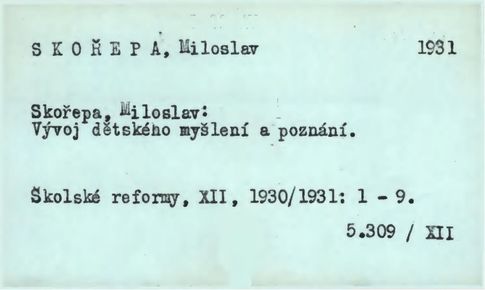 S K O Ř E P A, Miloslav 1931
Skořepa, Miloslav:
Vývoj dětského myšlení a poznání.
Školské reformy, XII, 1930/1931: 1 - 9.
5.309 / XII